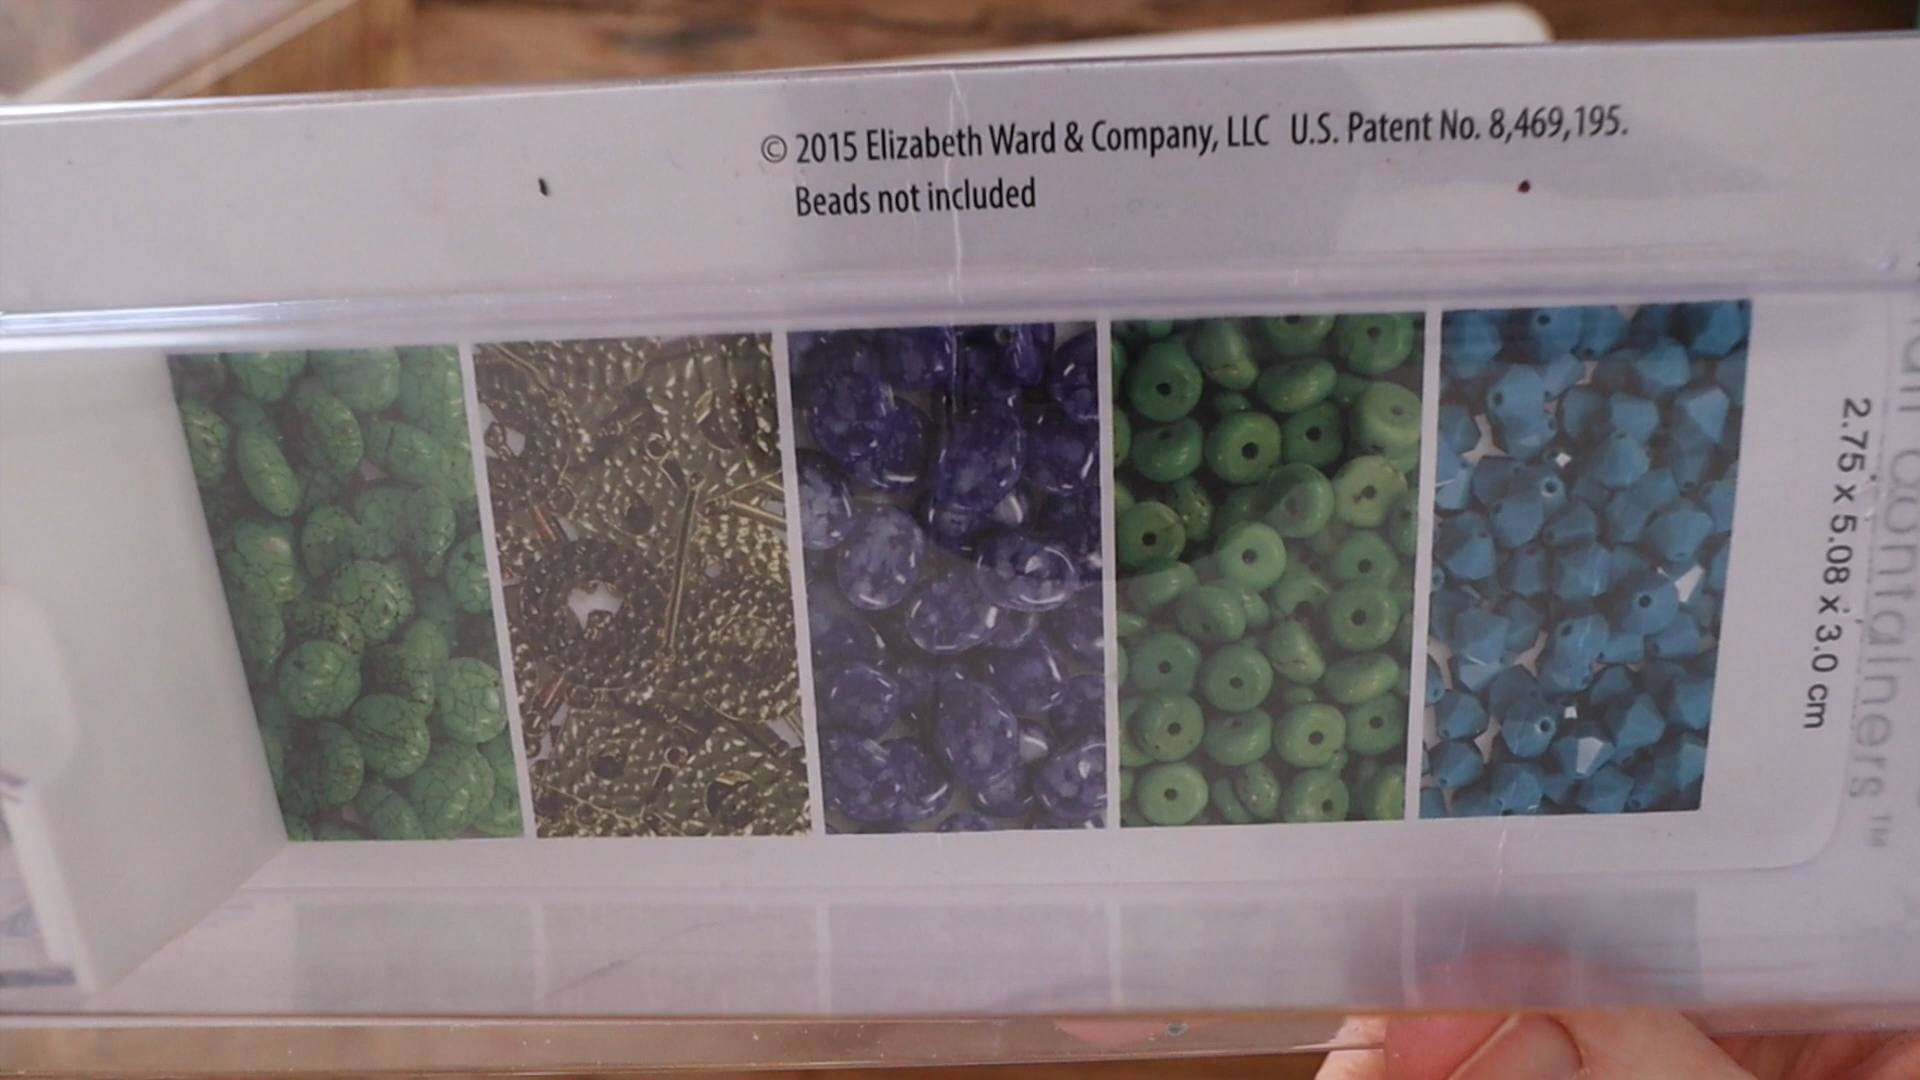 © 2015 Elizabeth Ward & Company, LLC U.S. Patent No. 8,469,195.
Beads not included
2.75 x 5.08 x 3.0 cm
containers™